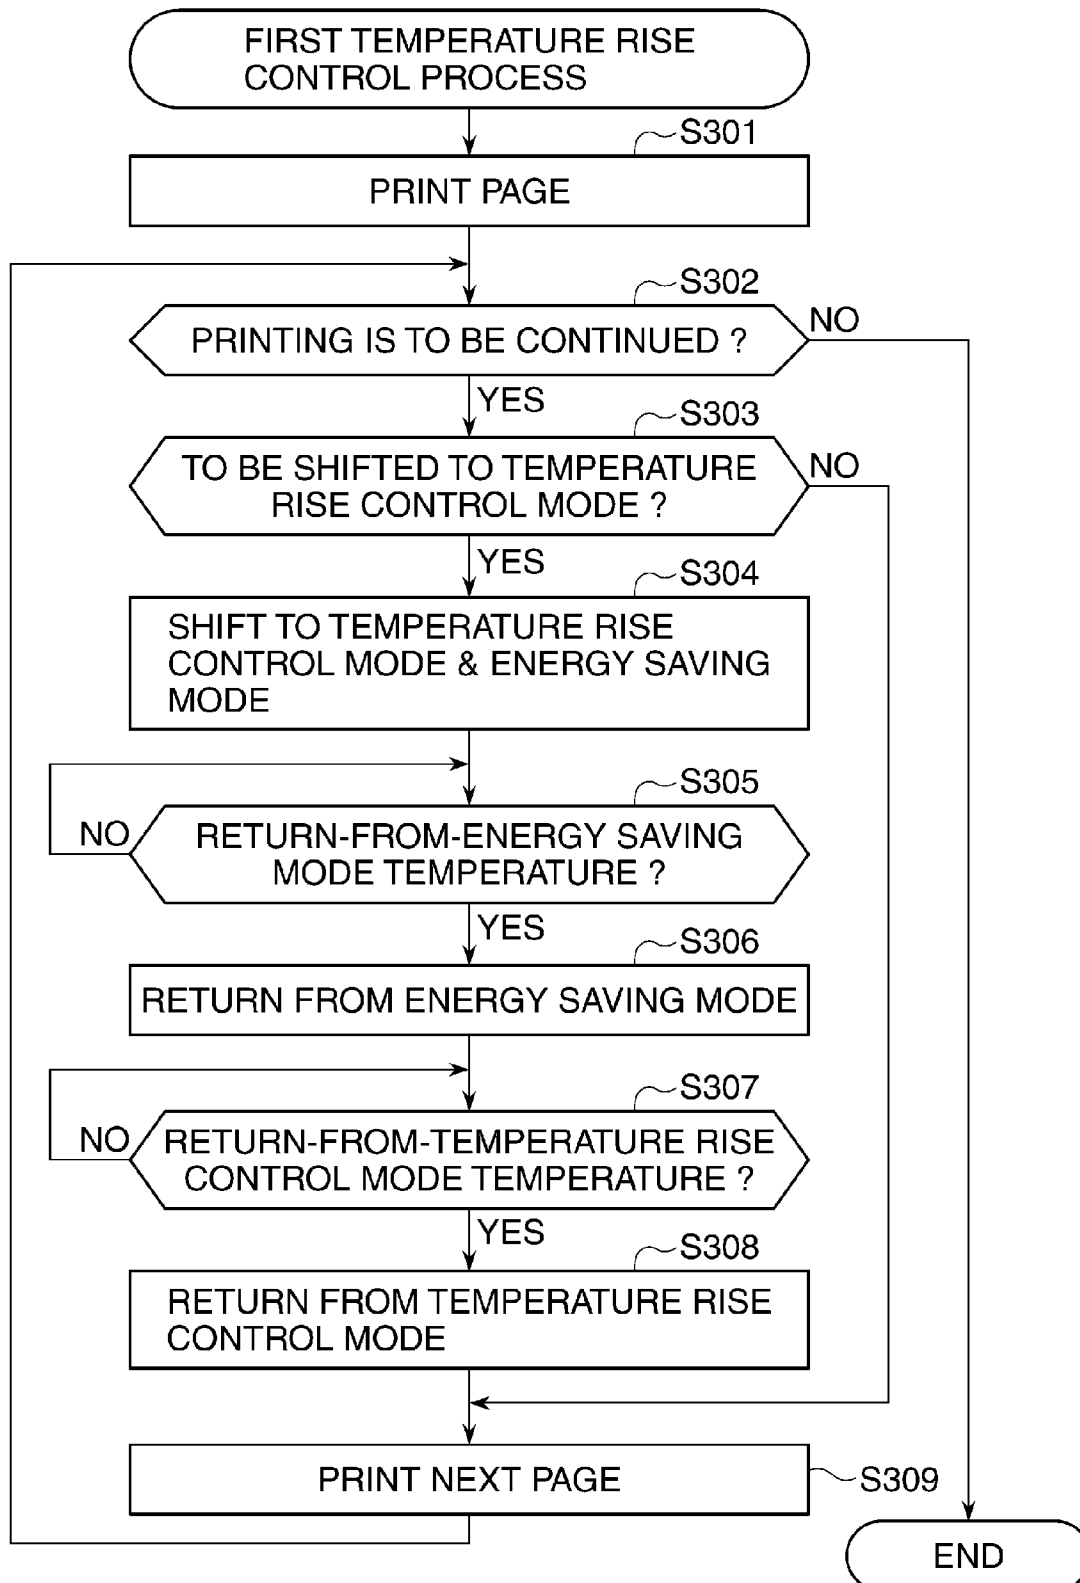 FIRST TEMPERATURE RISE
CONTROL PROCESS
S301
PRINT PAGE
S302
PRINTING IS TO BE CONTINUED ?
NO
YES
S303
TO BE SHIFTED TO TEMPERATURE
RISE CONTROL MODE ?
NO
YES
S304
SHIFT TO TEMPERATURE RISE
CONTROL MODE & ENERGY SAVING
MODE
S305
RETURN-FROM-ENERGY SAVING
MODE TEMPERATURE ?
NO
YES
S306
RETURN FROM ENERGY SAVING MODE
S307
RETURN-FROM-TEMPERATURE RISE
CONTROL MODE TEMPERATURE ?
NO
YES
S308
RETURN FROM TEMPERATURE RISE
CONTROL MODE
PRINT NEXT PAGE
S309
END